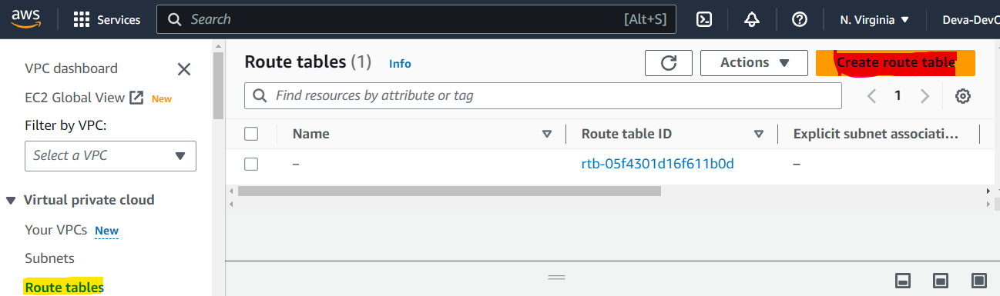 aws Services Search [Alt+S] N. Virginia Deva-DevO
VPC dashboard
EC2 Global View New
Filter by VPC:
Select a VPC
Virtual private cloud
Your VPCs New
Subnets
Route tables
Route tables (1) Info Actions Create route table
Find resources by attribute or tag 1
Name Route table ID Explicit subnet associati...
– rtb-05f4301d16f611b0d –